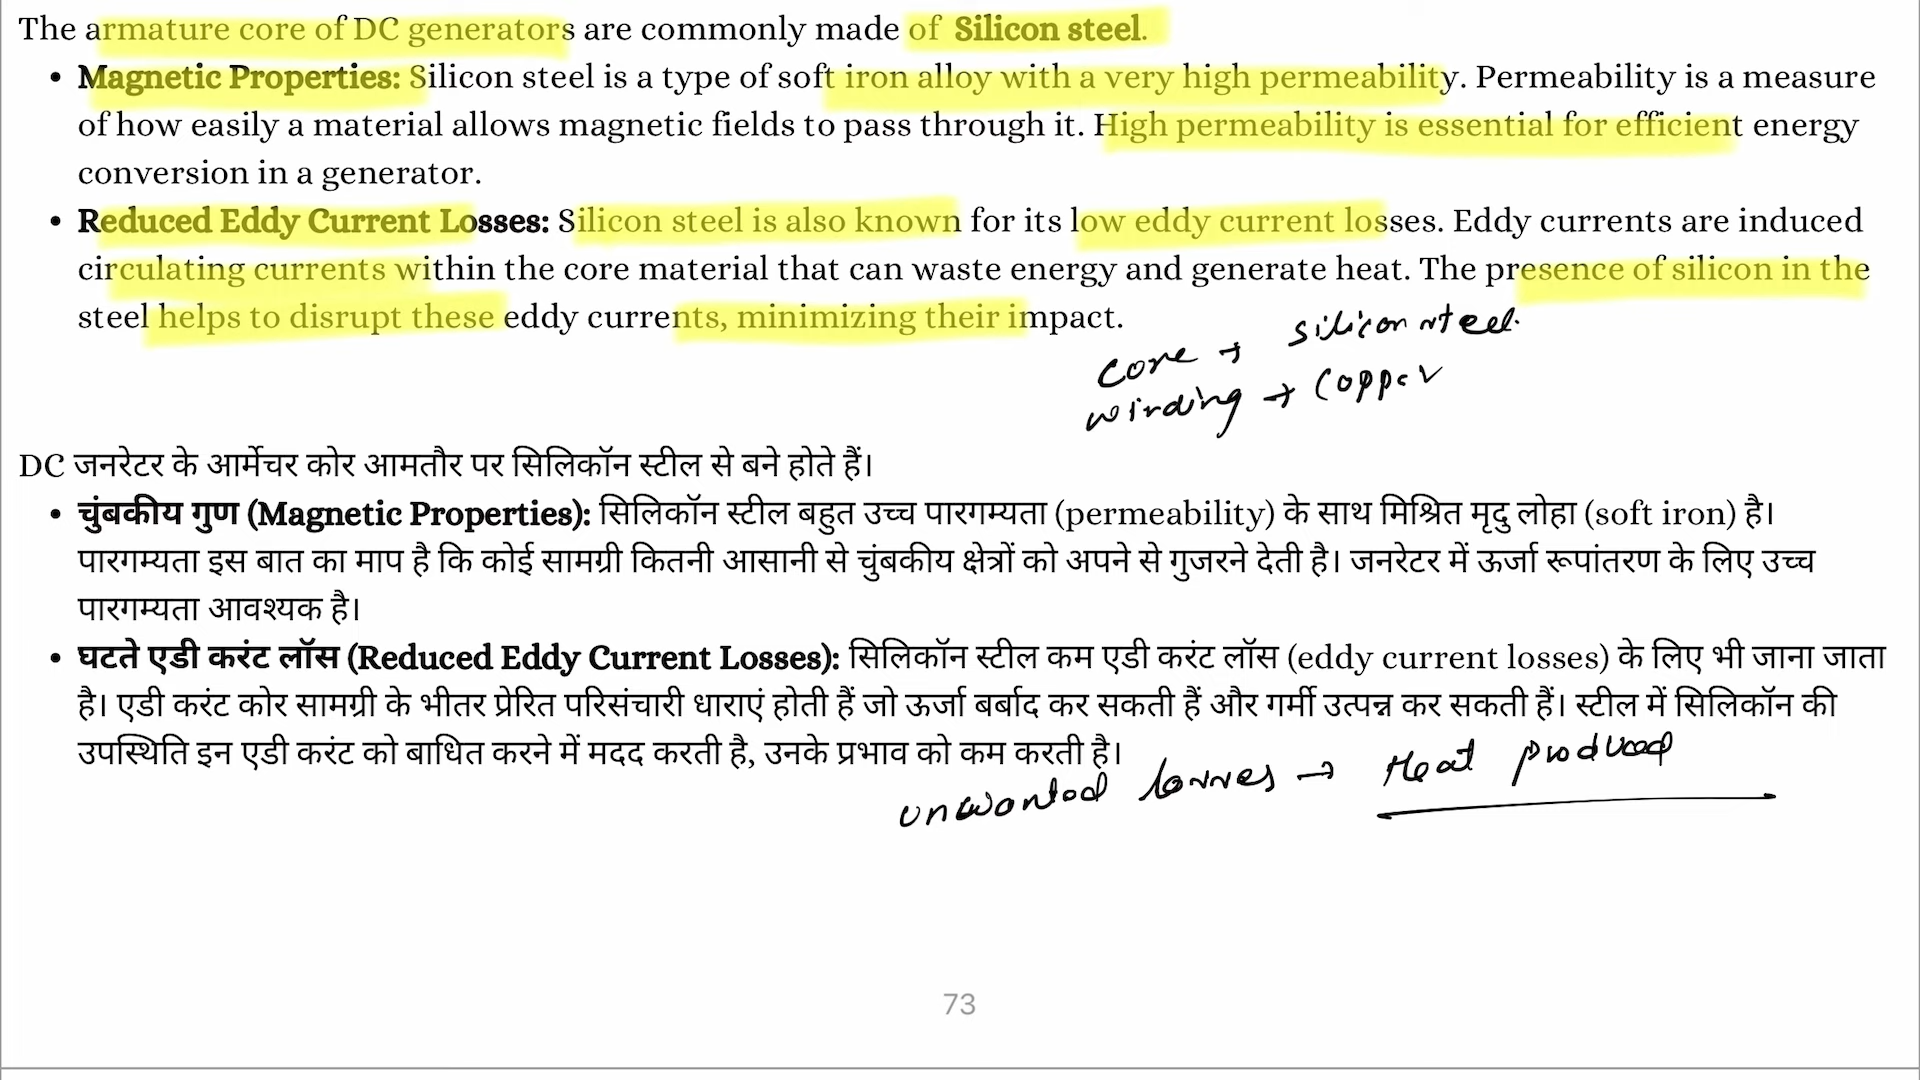 The armature core of DC generators are commonly made of Silicon steel.
• Magnetic Properties: Silicon steel is a type of soft iron alloy with a very high permeability. Permeability is a measure
of how easily a material allows magnetic fields to pass through it. High permeability is essential for efficient energy
conversion in a generator.
• Reduced Eddy Current Losses: Silicon steel is also known for its low eddy current losses. Eddy currents are induced
circulating currents within the core material that can waste energy and generate heat. The presence of silicon in the
steel helps to disrupt these eddy currents, minimizing their impact.
core → silicon steel.
winding → copper
DC जनरेटर के आर्मेचर कोर आमतौर पर सिलिकॉन स्टील से बने होते हैं।
• चुंबकीय गुण (Magnetic Properties): सिलिकॉन स्टील बहुत उच्च पारगम्यता (permeability) के साथ मिश्रित मृदु लोहा (soft iron) है।
पारगम्यता इस बात का माप है कि कोई सामग्री कितनी आसानी से चुंबकीय क्षेत्रों को अपने से गुजरने देती है। जनरेटर में ऊर्जा रूपांतरण के लिए उच्च
पारगम्यता आवश्यक है।
• घटते एडी करंट लॉस (Reduced Eddy Current Losses): सिलिकॉन स्टील कम एडी करंट लॉस (eddy current losses) के लिए भी जाना जाता
है। एडी करंट कोर सामग्री के भीतर प्रेरित परिसंचारी धाराएं होती हैं जो ऊर्जा बर्बाद कर सकती हैं और गर्मी उत्पन्न कर सकती हैं। स्टील में सिलिकॉन की
उपस्थिति इन एडी करंट को बाधित करने में मदद करती है, उनके प्रभाव को कम करती है।
unwanted losses → Heat produced
73